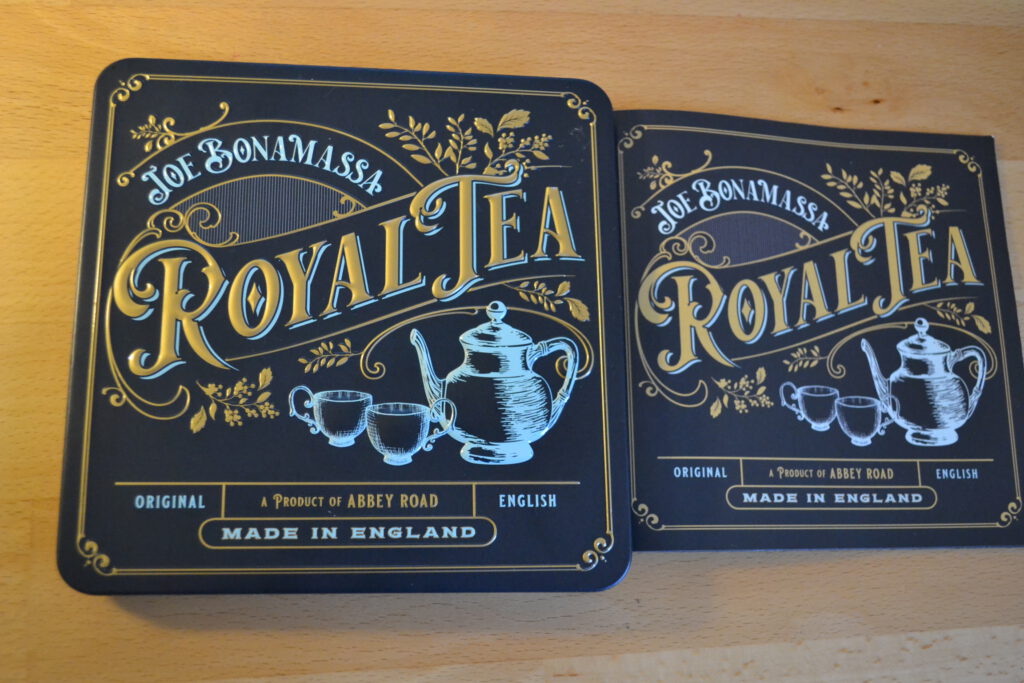 JOE BONAMASSA
ROYAL TEA
ORIGINAL
A PRODUCT OF ABBEY ROAD
ENGLISH
MADE IN ENGLAND
JOE BONAMASSA
ROYAL TEA
ORIGINAL
A PRODUCT OF ABBEY ROAD
ENGLISH
MADE IN ENGLAND